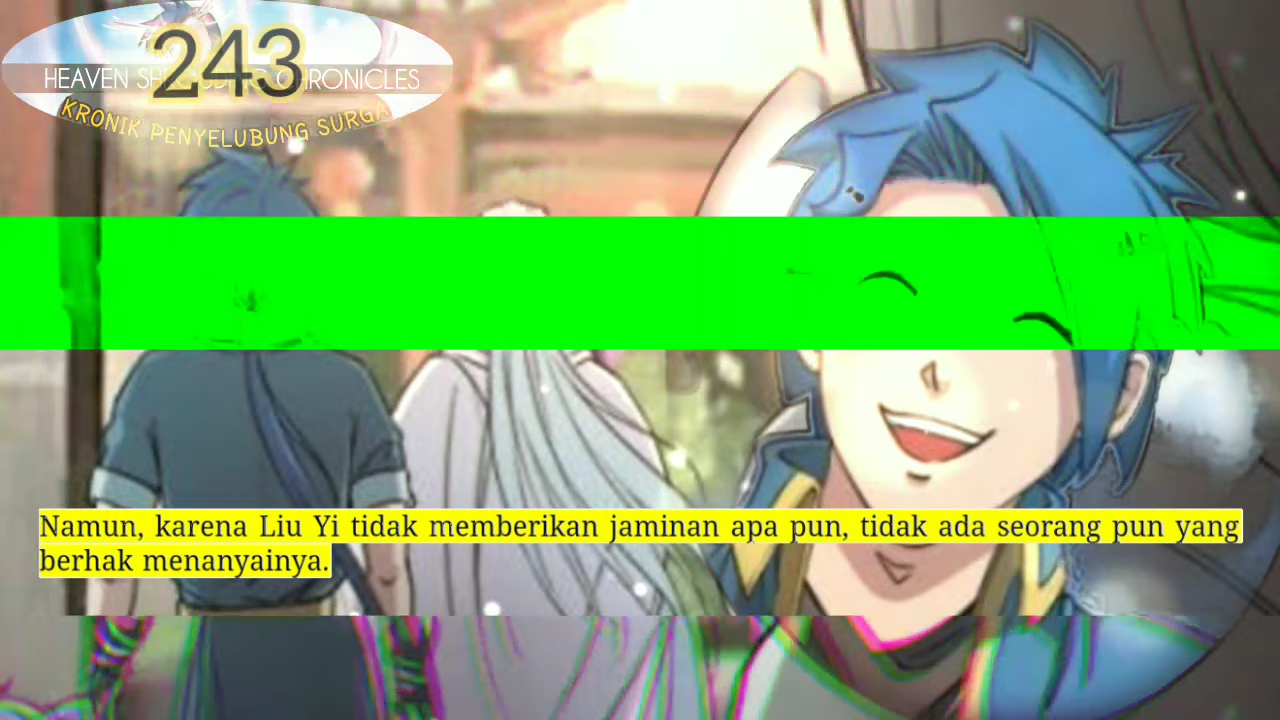 243
HEAVEN SHROUDING CHRONICLES
KRONIK PENYELUBUNG SURGA
Namun, karena Liu Yi tidak memberikan jaminan apa pun, tidak ada seorang pun yang
berhak menanyainya.